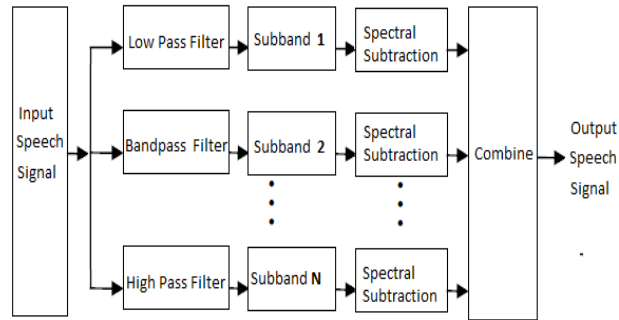 Input
Speech
Signal
Low Pass Filter
Subband 1
Spectral
Subtraction
Bandpass Filter
Subband 2
Spectral
Subtraction
High Pass Filter
Subband N
Spectral
Subtraction
Combine
Output
Speech
Signal